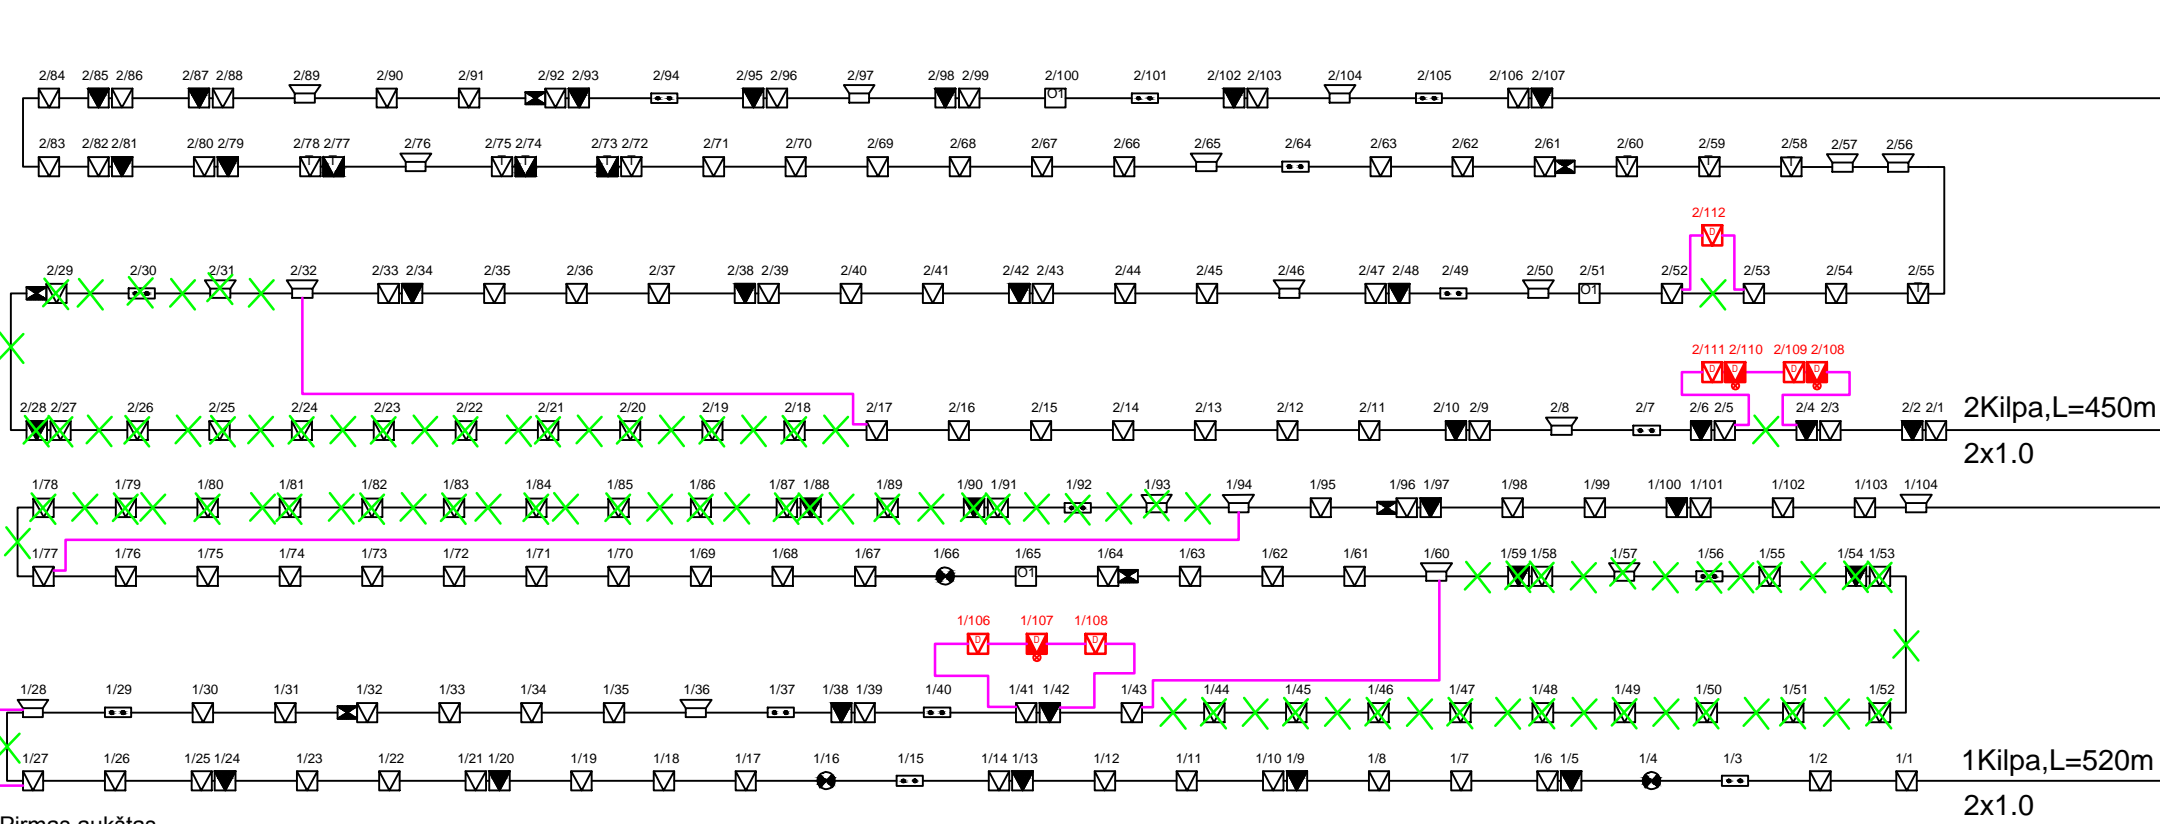 2/84 2/85 2/86 2/87 2/88 2/89 2/90 2/91 2/92 2/93 2/94 2/95 2/96 2/97 2/98 2/99 2/100 2/101 2/102 2/103 2/104 2/105 2/106 2/107
O1
2/83 2/82 2/81 2/80 2/79 2/78 2/77 2/76 2/75 2/74 2/73 2/72 2/71 2/70 2/69 2/68 2/67 2/66 2/65 2/64 2/63 2/62 2/61 2/60 2/59 2/58 2/57 2/56
T T T T T T T T T
2/112
D
2/29 2/30 2/31 2/32 2/33 2/34 2/35 2/36 2/37 2/38 2/39 2/40 2/41 2/42 2/43 2/44 2/45 2/46 2/47 2/48 2/49 2/50 2/51 2/52 2/53 2/54 2/55
O1 T
2/111 2/110 2/109 2/108
D D D D
2/28 2/27 2/26 2/25 2/24 2/23 2/22 2/21 2/20 2/19 2/18 2/17 2/16 2/15 2/14 2/13 2/12 2/11 2/10 2/9 2/8 2/7 2/6 2/5 2/4 2/3 2/2 2/1
2Kilpa,L=450m
2x1.0
1/78 1/79 1/80 1/81 1/82 1/83 1/84 1/85 1/86 1/87 1/88 1/89 1/90 1/91 1/92 1/93 1/94 1/95 1/96 1/97 1/98 1/99 1/100 1/101 1/102 1/103 1/104
1/77 1/76 1/75 1/74 1/73 1/72 1/71 1/70 1/69 1/68 1/67 1/66 1/65 1/64 1/63 1/62 1/61 1/60 1/59 1/58 1/57 1/56 1/55 1/54 1/53
O1
1/106 1/107 1/108
D D D
1/28 1/29 1/30 1/31 1/32 1/33 1/34 1/35 1/36 1/37 1/38 1/39 1/40 1/41 1/42 1/43 1/44 1/45 1/46 1/47 1/48 1/49 1/50 1/51 1/52
1/27 1/26 1/25 1/24 1/23 1/22 1/21 1/20 1/19 1/18 1/17 1/16 1/15 1/14 1/13 1/12 1/11 1/10 1/9 1/8 1/7 1/6 1/5 1/4 1/3 1/2 1/1
1Kilpa,L=520m
2x1.0